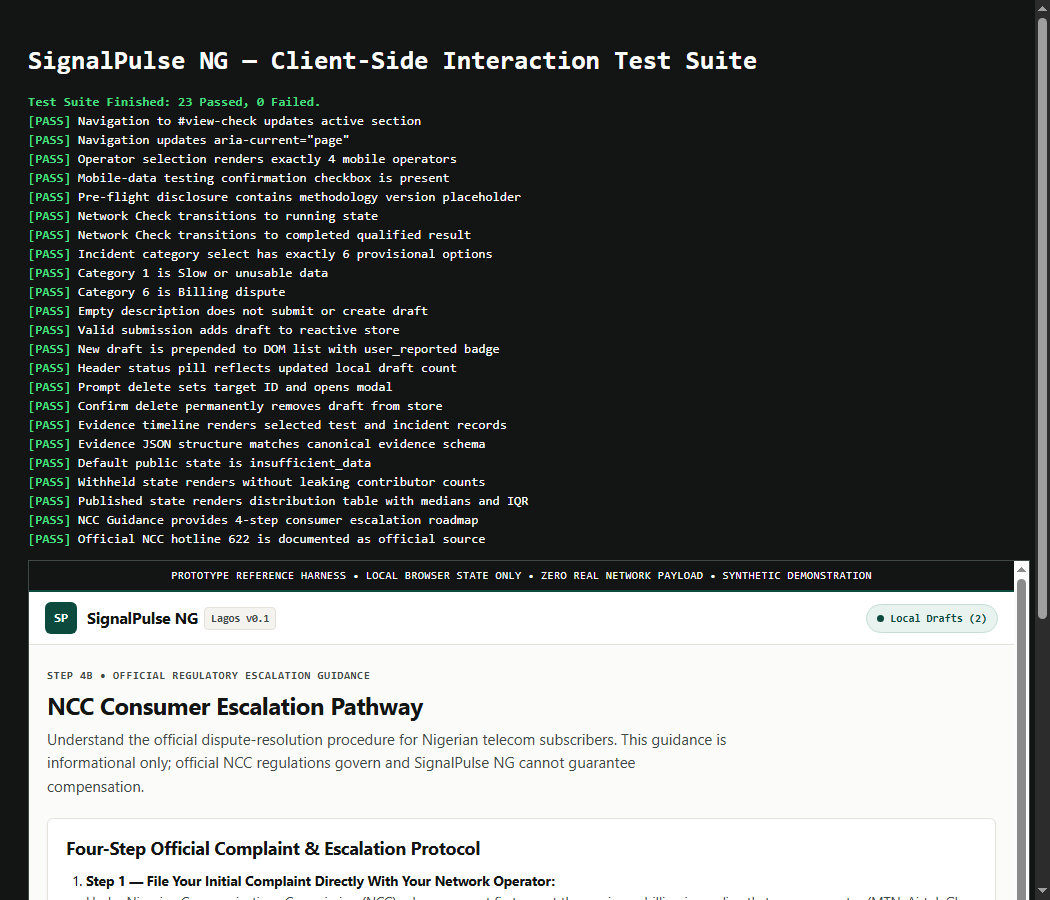 SignalPulse NG — Client-Side Interaction Test Suite
Test Suite Finished: 23 Passed, 0 Failed.
[PASS] Navigation to #view-check updates active section
[PASS] Navigation updates aria-current="page"
[PASS] Operator selection renders exactly 4 mobile operators
[PASS] Mobile-data testing confirmation checkbox is present
[PASS] Pre-flight disclosure contains methodology version placeholder
[PASS] Network Check transitions to running state
[PASS] Network Check transitions to completed qualified result
[PASS] Incident category select has exactly 6 provisional options
[PASS] Category 1 is Slow or unusable data
[PASS] Category 6 is Billing dispute
[PASS] Empty description does not submit or create draft
[PASS] Valid submission adds draft to reactive store
[PASS] New draft is prepended to DOM list with user_reported badge
[PASS] Header status pill reflects updated local draft count
[PASS] Prompt delete sets target ID and opens modal
[PASS] Confirm delete permanently removes draft from store
[PASS] Evidence timeline renders selected test and incident records
[PASS] Evidence JSON structure matches canonical evidence schema
[PASS] Default public state is insufficient_data
[PASS] Withheld state renders without leaking contributor counts
[PASS] Published state renders distribution table with medians and IQR
[PASS] NCC Guidance provides 4-step consumer escalation roadmap
[PASS] Official NCC hotline 622 is documented as official source
PROTOTYPE REFERENCE HARNESS • LOCAL BROWSER STATE ONLY • ZERO REAL NETWORK PAYLOAD • SYNTHETIC DEMONSTRATION
SP SignalPulse NG Lagos v0.1 ● Local Drafts (2)
STEP 4B • OFFICIAL REGULATORY ESCALATION GUIDANCE
NCC Consumer Escalation Pathway
Understand the official dispute-resolution procedure for Nigerian telecom subscribers. This guidance is
informational only; official NCC regulations govern and SignalPulse NG cannot guarantee
compensation.
Four-Step Official Complaint & Escalation Protocol
1. Step 1 — File Your Initial Complaint Directly With Your Network Operator: